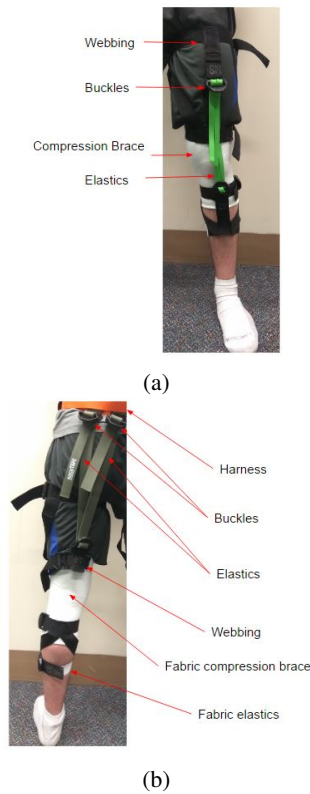 Webbing
Buckles
Compression Brace
Elastics
(a)
Harness
Buckles
Elastics
Webbing
Fabric compression brace
Fabric elastics
(b)